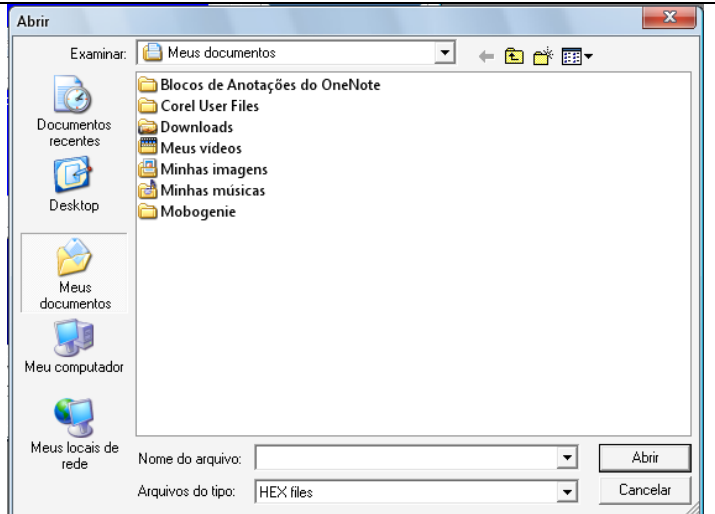 Abrir
Examinar:
Meus documentos
Documentos
recentes
Desktop
Meus
documentos
Meu computador
Meus locais de
rede
Blocos de Anotações do OneNote
Corel User Files
Downloads
Meus vídeos
Minhas imagens
Minhas músicas
Mobogenie
Nome do arquivo:
Abrir
Arquivos do tipo:
HEX files
Cancelar